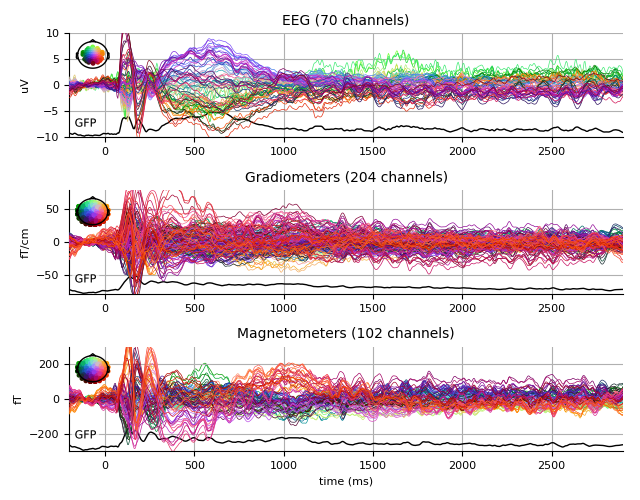 EEG (70 channels)
10
5
0
−5
−10
uV
GFP
0 500 1000 1500 2000 2500
Gradiometers (204 channels)
50
0
−50
fT/cm
GFP
0 500 1000 1500 2000 2500
Magnetometers (102 channels)
200
0
−200
fT
GFP
0 500 1000 1500 2000 2500
time (ms)